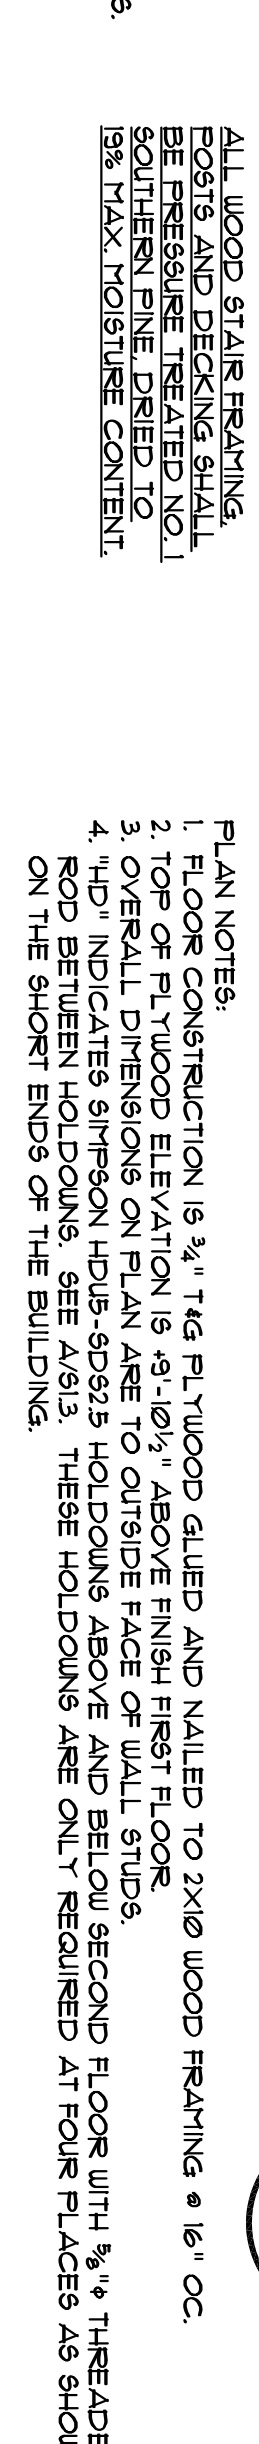 S.
ALL WOOD STAIR FRAMING,
POSTS AND DECKING SHALL
BE PRESSURE TREATED NO. 1
SOUTHERN PINE, DRIED TO
19% MAX. MOISTURE CONTENT.
PLAN NOTES:
1. FLOOR CONSTRUCTION IS 3/4" T&G PLYWOOD GLUED AND NAILED TO 2X10 WOOD FRAMING @ 16" OC.
2. TOP OF PLYWOOD ELEVATION IS +9'-10 1/2" ABOVE FINISH FIRST FLOOR.
3. OVERALL DIMENSIONS ON PLAN ARE TO OUTSIDE FACE OF WALL STUDS.
4. "HD" INDICATES SIMPSON HDU5-SDS2.5 HOLDOWNS ABOVE AND BELOW SECOND FLOOR WITH 5/8"ϕ THREADE
ROD BETWEEN HOLDOWNS. SEE A/S1.3. THESE HOLDOWNS ARE ONLY REQUIRED AT FOUR PLACES AS SHOW
ON THE SHORT ENDS OF THE BUILDING.